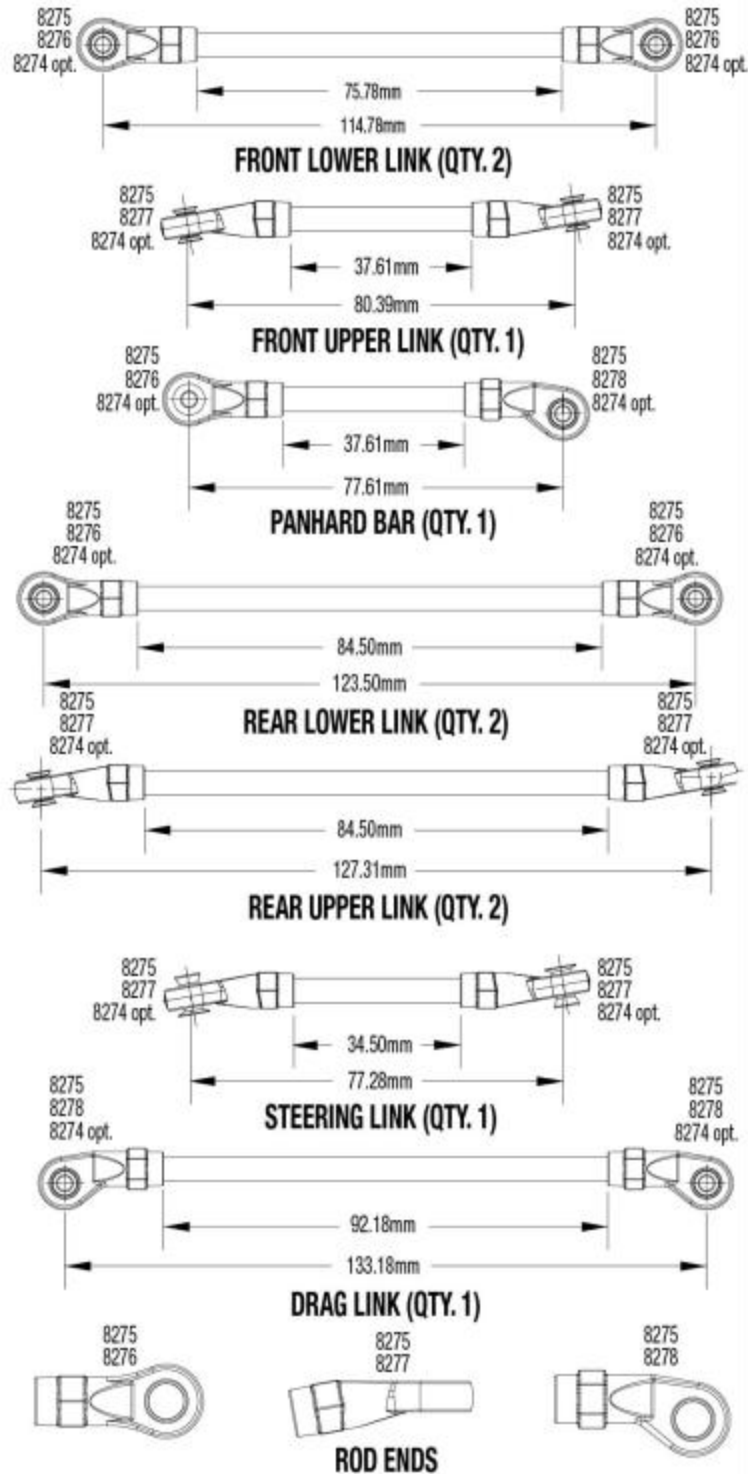 8275
8276
8274 opt.
8275
8276
8274 opt.
75.78mm
114.78mm
FRONT LOWER LINK (QTY. 2)
8275
8277
8274 opt.
8275
8277
8274 opt.
37.61mm
80.39mm
FRONT UPPER LINK (QTY. 1)
8275
8276
8274 opt.
8275
8278
8274 opt.
37.61mm
77.61mm
PANHARD BAR (QTY. 1)
8275
8276
8274 opt.
8275
8276
8274 opt.
84.50mm
123.50mm
REAR LOWER LINK (QTY. 2)
8275
8277
8274 opt.
8275
8277
8274 opt.
84.50mm
127.31mm
REAR UPPER LINK (QTY. 2)
8275
8277
8274 opt.
8275
8277
8274 opt.
34.50mm
77.28mm
STEERING LINK (QTY. 1)
8275
8278
8274 opt.
8275
8278
8274 opt.
92.18mm
133.18mm
DRAG LINK (QTY. 1)
8275
8276
8275
8277
8275
8278
ROD ENDS